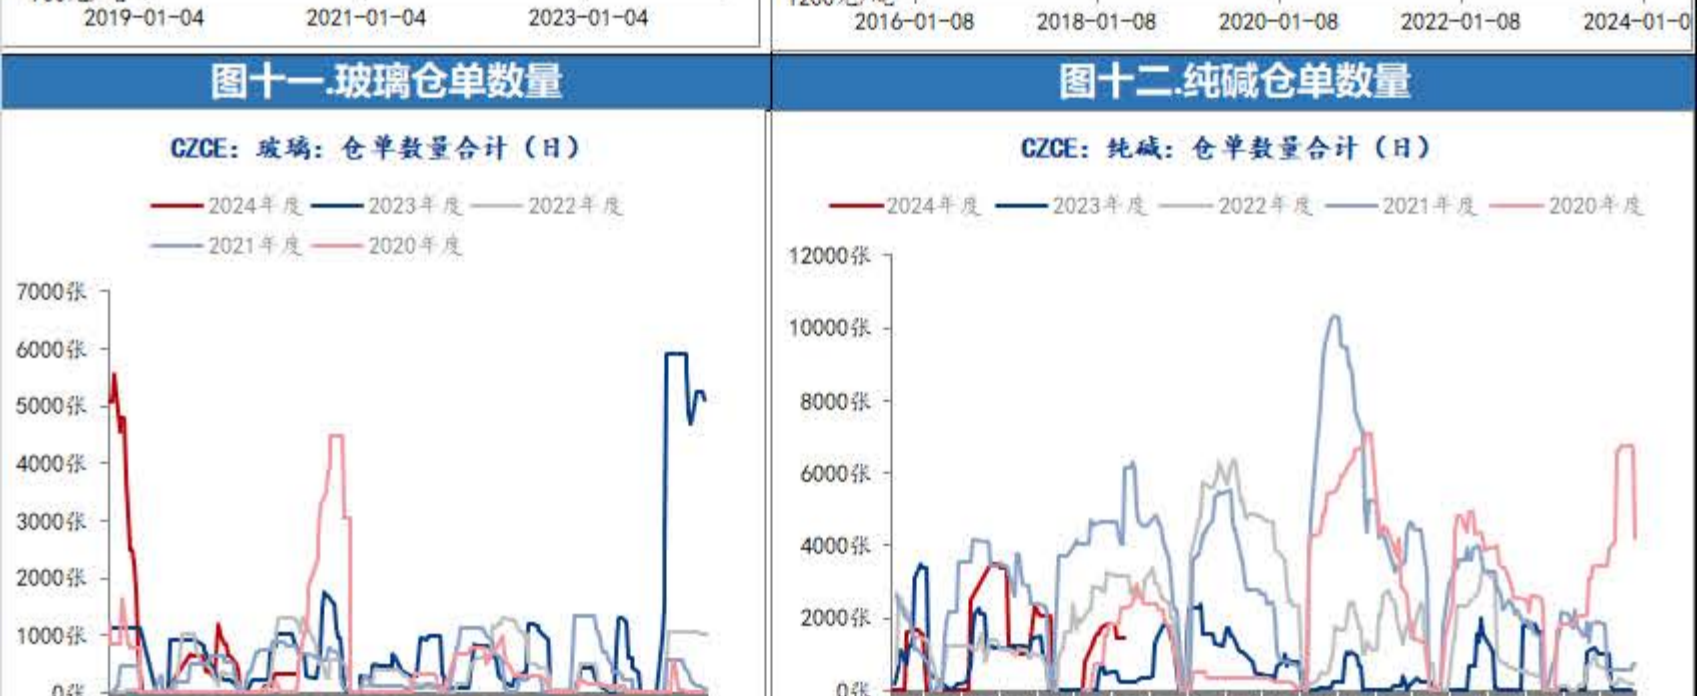 2019-01-04 2021-01-04 2023-01-04
2016-01-08 2018-01-08 2020-01-08 2022-01-08 2024-01-0
图十一.玻璃仓单数量
CZCE：玻璃：仓单数量合计（日）
2024年度 2023年度 2022年度
2021年度 2020年度
7000张
6000张
5000张
4000张
3000张
2000张
1000张
0张
图十二.纯碱仓单数量
CZCE：纯碱：仓单数量合计（日）
2024年度 2023年度 2022年度 2021年度 2020年度
12000张
10000张
8000张
6000张
4000张
2000张
0张